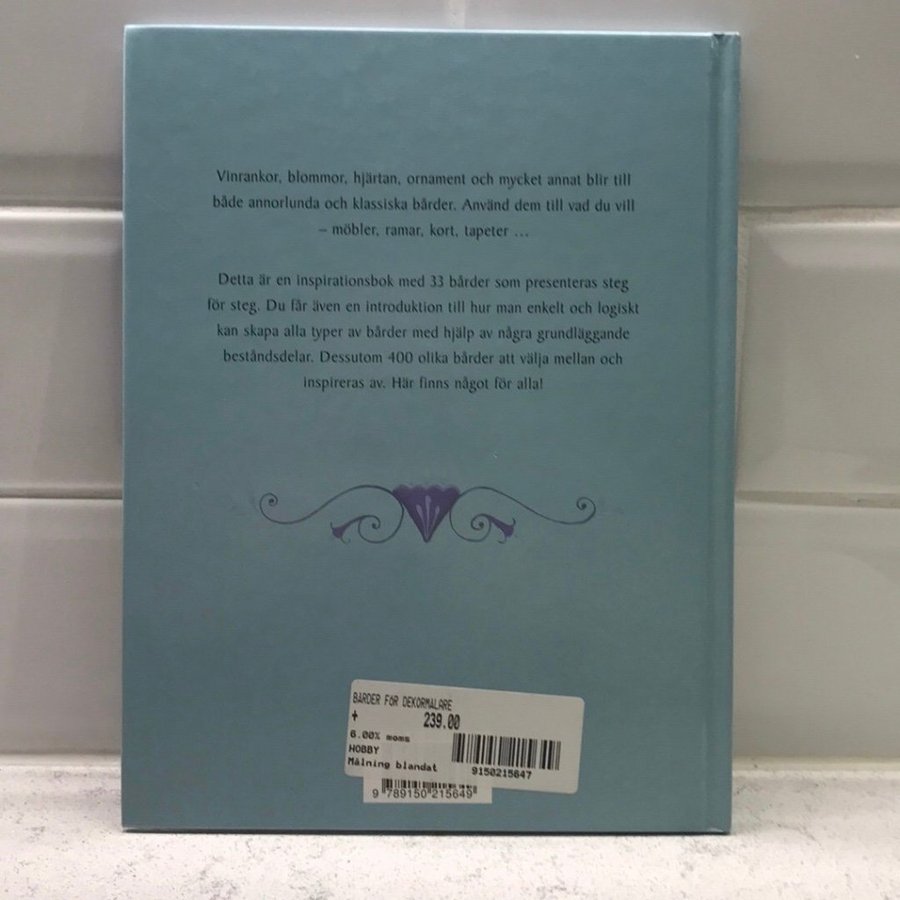 Vinrankor, blommor, hjärtan, ornament och mycket annat blir till
både annorlunda och klassiska bårder. Använd dem till vad du vill
– möbler, ramar, kort, tapeter ...
Detta är en inspirationsbok med 33 bårder som presenteras steg
för steg. Du får även en introduktion till hur man enkelt och logiskt
kan skapa alla typer av bårder med hjälp av några grundläggande
beståndsdelar. Dessutom 400 olika bårder att välja mellan och
inspireras av. Här finns något för alla!
BÅRDER FÖR DEKORMÅLARE
+ 239.00
6.00% moms
HOBBY
Målning blandat
9150215647
9 789150 215649